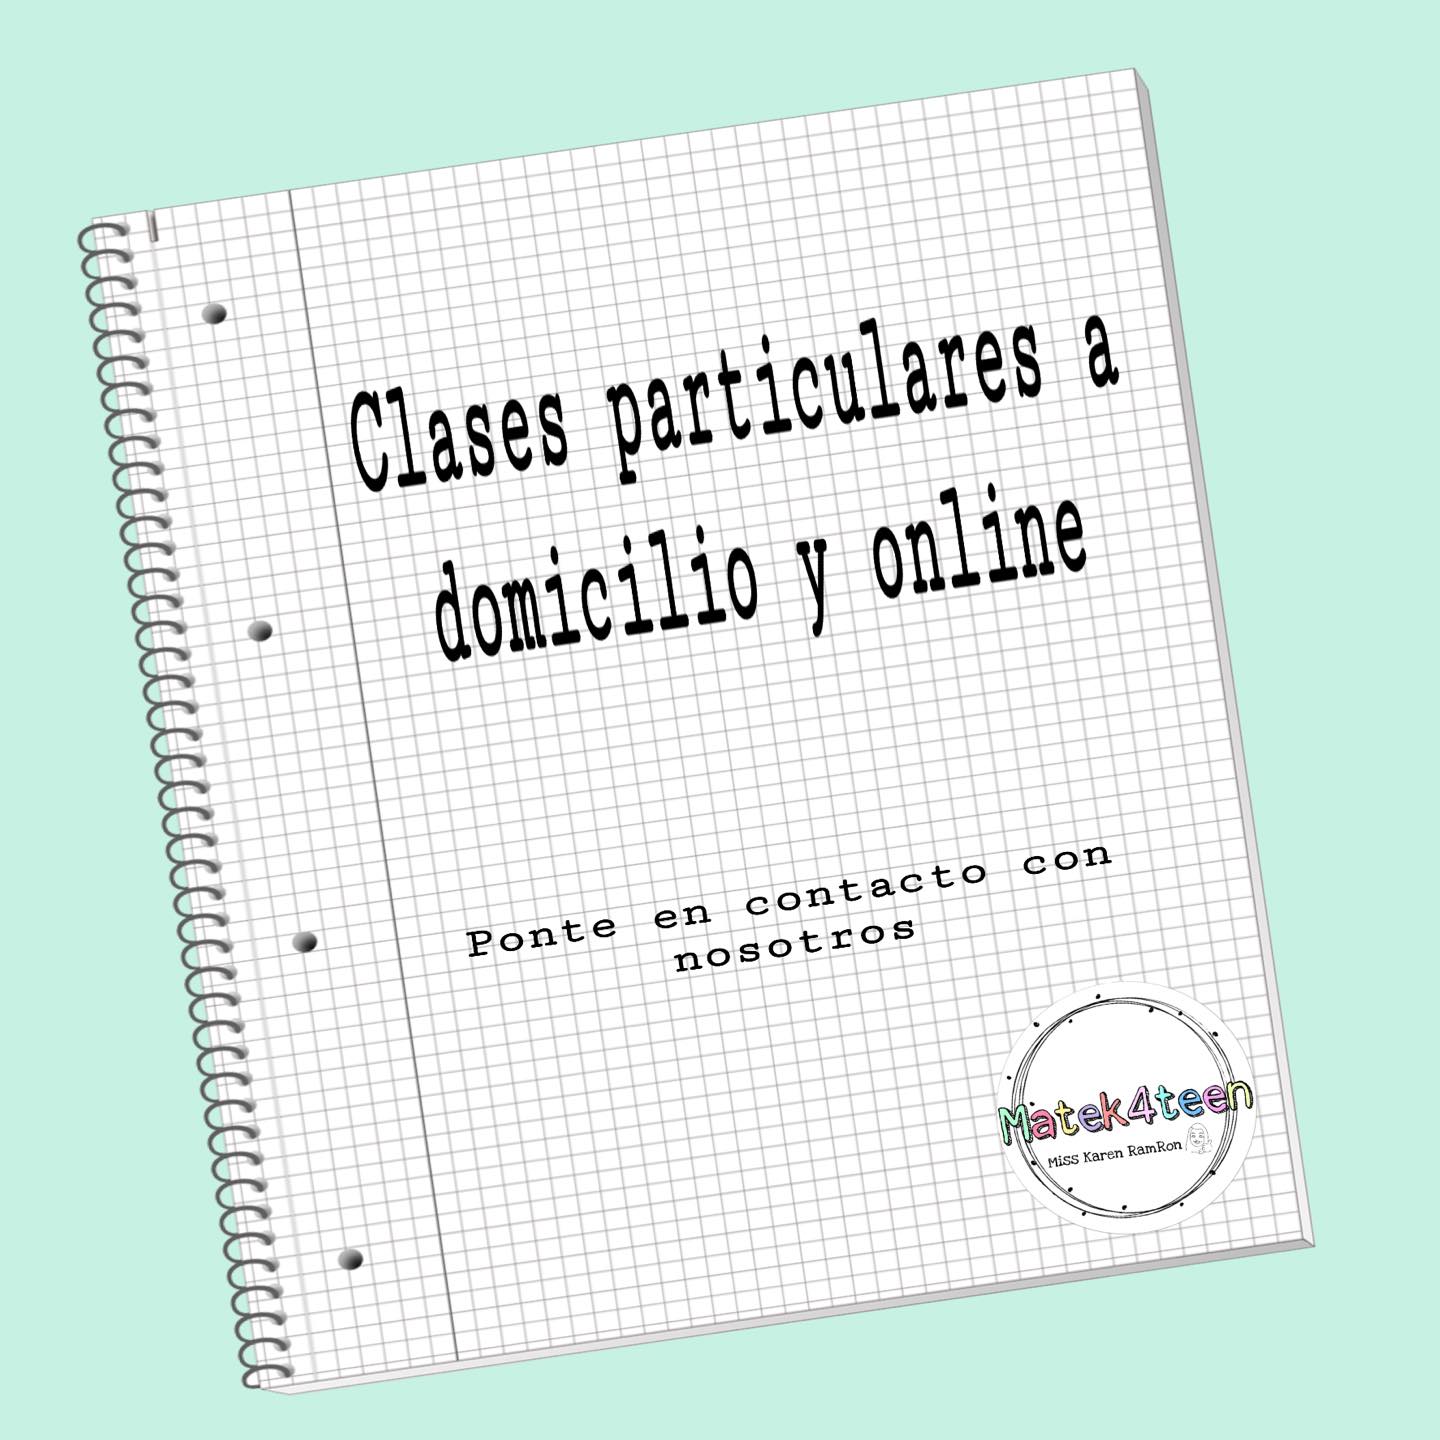 Clases particulares a
domicilio y online
Ponte en contacto con
nosotros
Matek4teen
Miss Karen RamRon